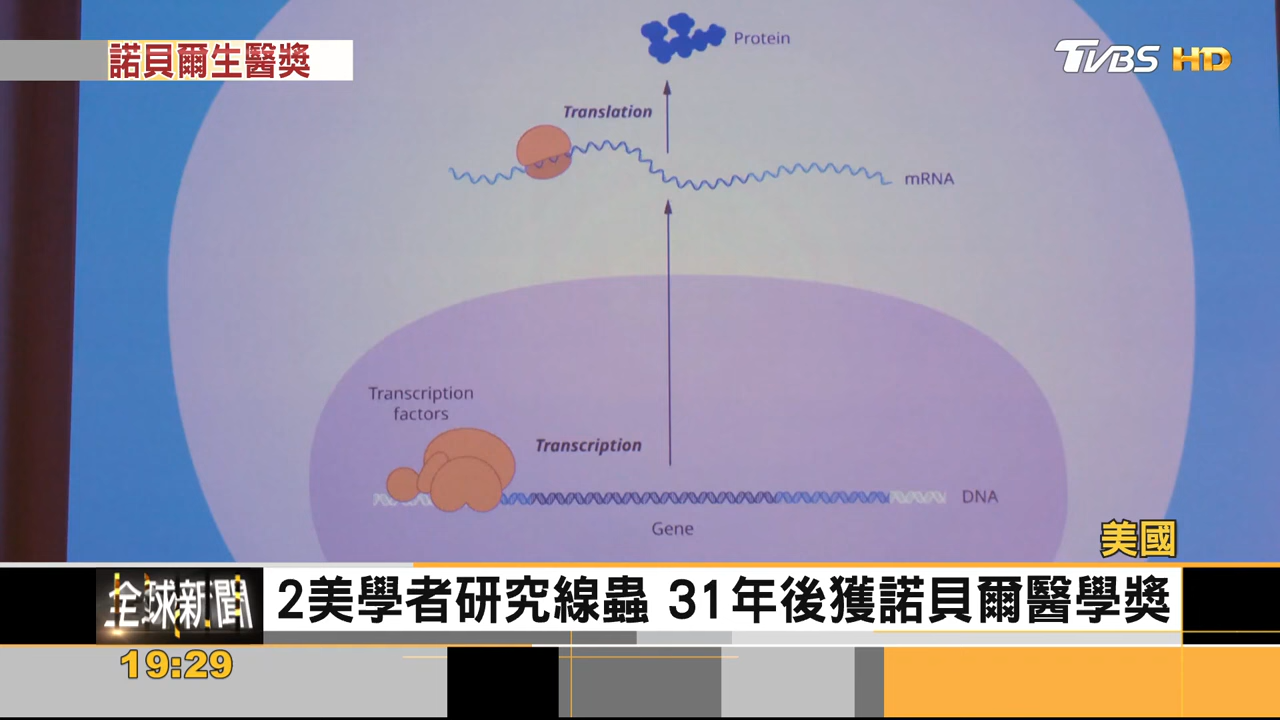 諾貝爾生醫獎
TVBS HD
Protein
Translation
mRNA
Transcription
factors
Transcription
DNA
Gene
美國
全球新聞
2美學者研究線蟲 31年後獲諾貝爾醫學獎
19:29